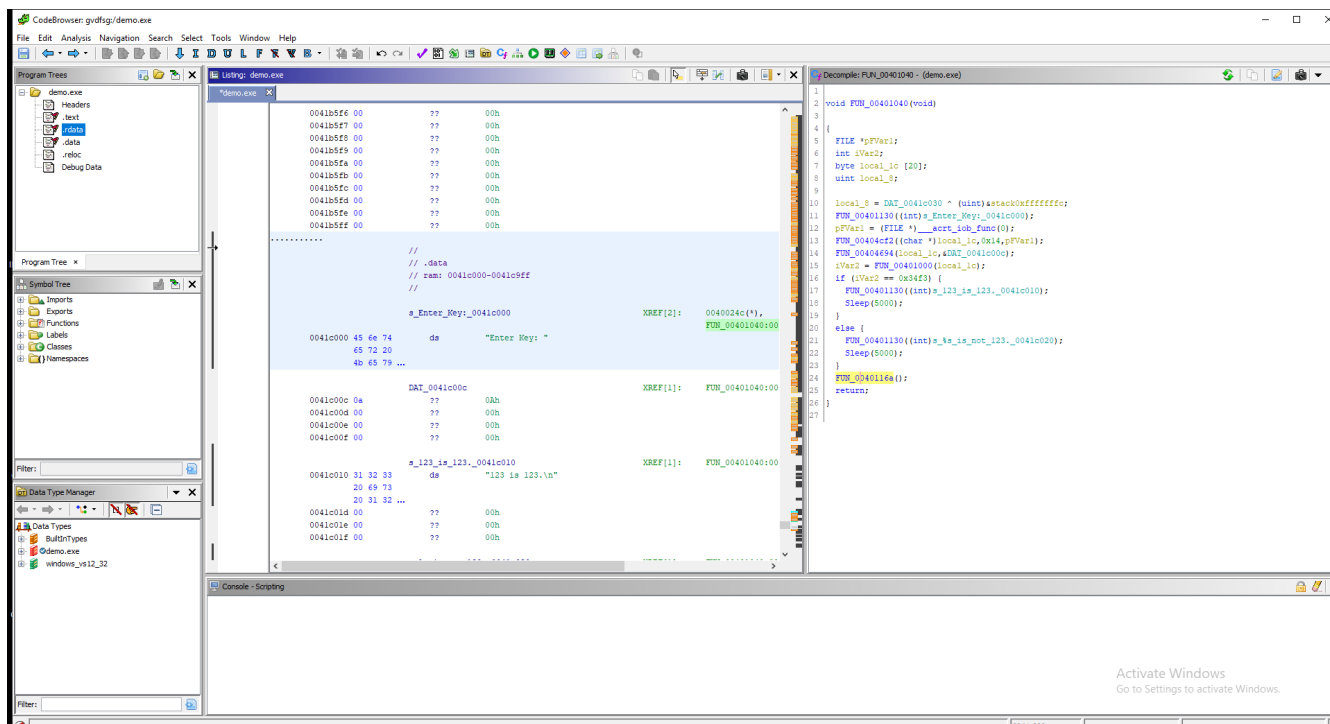 CodeBrowser: gvdfsg:/demo.exe
File Edit Analysis Navigation Search Select Tools Window Help
I D U L F B
Program Trees
demo.exe
Headers
.text
.rdata
.data
.reloc
Debug Data
Program Tree ×
Symbol Tree
Imports
Exports
Functions
Labels
Classes
Namespaces
Filter:
Data Type Manager
Data Types
BuiltInTypes
demo.exe
windows_vs12_32
Filter:
Listing: demo.exe
*demo.exe
0041b5f6 00 ?? 00h
0041b5f7 00 ?? 00h
0041b5f8 00 ?? 00h
0041b5f9 00 ?? 00h
0041b5fa 00 ?? 00h
0041b5fb 00 ?? 00h
0041b5fc 00 ?? 00h
0041b5fd 00 ?? 00h
0041b5fe 00 ?? 00h
0041b5ff 00 ?? 00h
...........
//
// .data
// ram: 0041c000-0041c9ff
//
s_Enter_Key:_0041c000 XREF[2]: 0040024c(*),
FUN_00401040:00
0041c000 45 6e 74 ds "Enter Key: "
65 72 20
4b 65 79 ...
DAT_0041c00c XREF[1]: FUN_00401040:00
0041c00c 0a ?? 0Ah
0041c00d 00 ?? 00h
0041c00e 00 ?? 00h
0041c00f 00 ?? 00h
s_123_is_123._0041c010 XREF[1]: FUN_00401040:00
0041c010 31 32 33 ds "123 is 123.\n"
20 69 73
20 31 32 ...
0041c01d 00 ?? 00h
0041c01e 00 ?? 00h
0041c01f 00 ?? 00h
Decompile: FUN_00401040 - (demo.exe)
1
2 void FUN_00401040(void)
3
4 {
5 FILE *pFVar1;
6 int iVar2;
7 byte local_1c [20];
8 uint local_8;
9
10 local_8 = DAT_0041c030 ^ (uint)&stack0xfffffffc;
11 FUN_00401130((int)s_Enter_Key:_0041c000);
12 pFVar1 = (FILE *)___acrt_iob_func(0);
13 FUN_00404cf2((char *)local_1c,0x14,pFVar1);
14 FUN_00404694(local_1c,&DAT_0041c00c);
15 iVar2 = FUN_00401000(local_1c);
16 if (iVar2 == 0x34f3) {
17 FUN_00401130((int)s_123_is_123._0041c010);
18 Sleep(5000);
19 }
20 else {
21 FUN_00401130((int)s_%s_is_not_123._0041c020);
22 Sleep(5000);
23 }
24 FUN_0040116a();
25 return;
26 }
27
Console - Scripting
Activate Windows
Go to Settings to activate Windows.